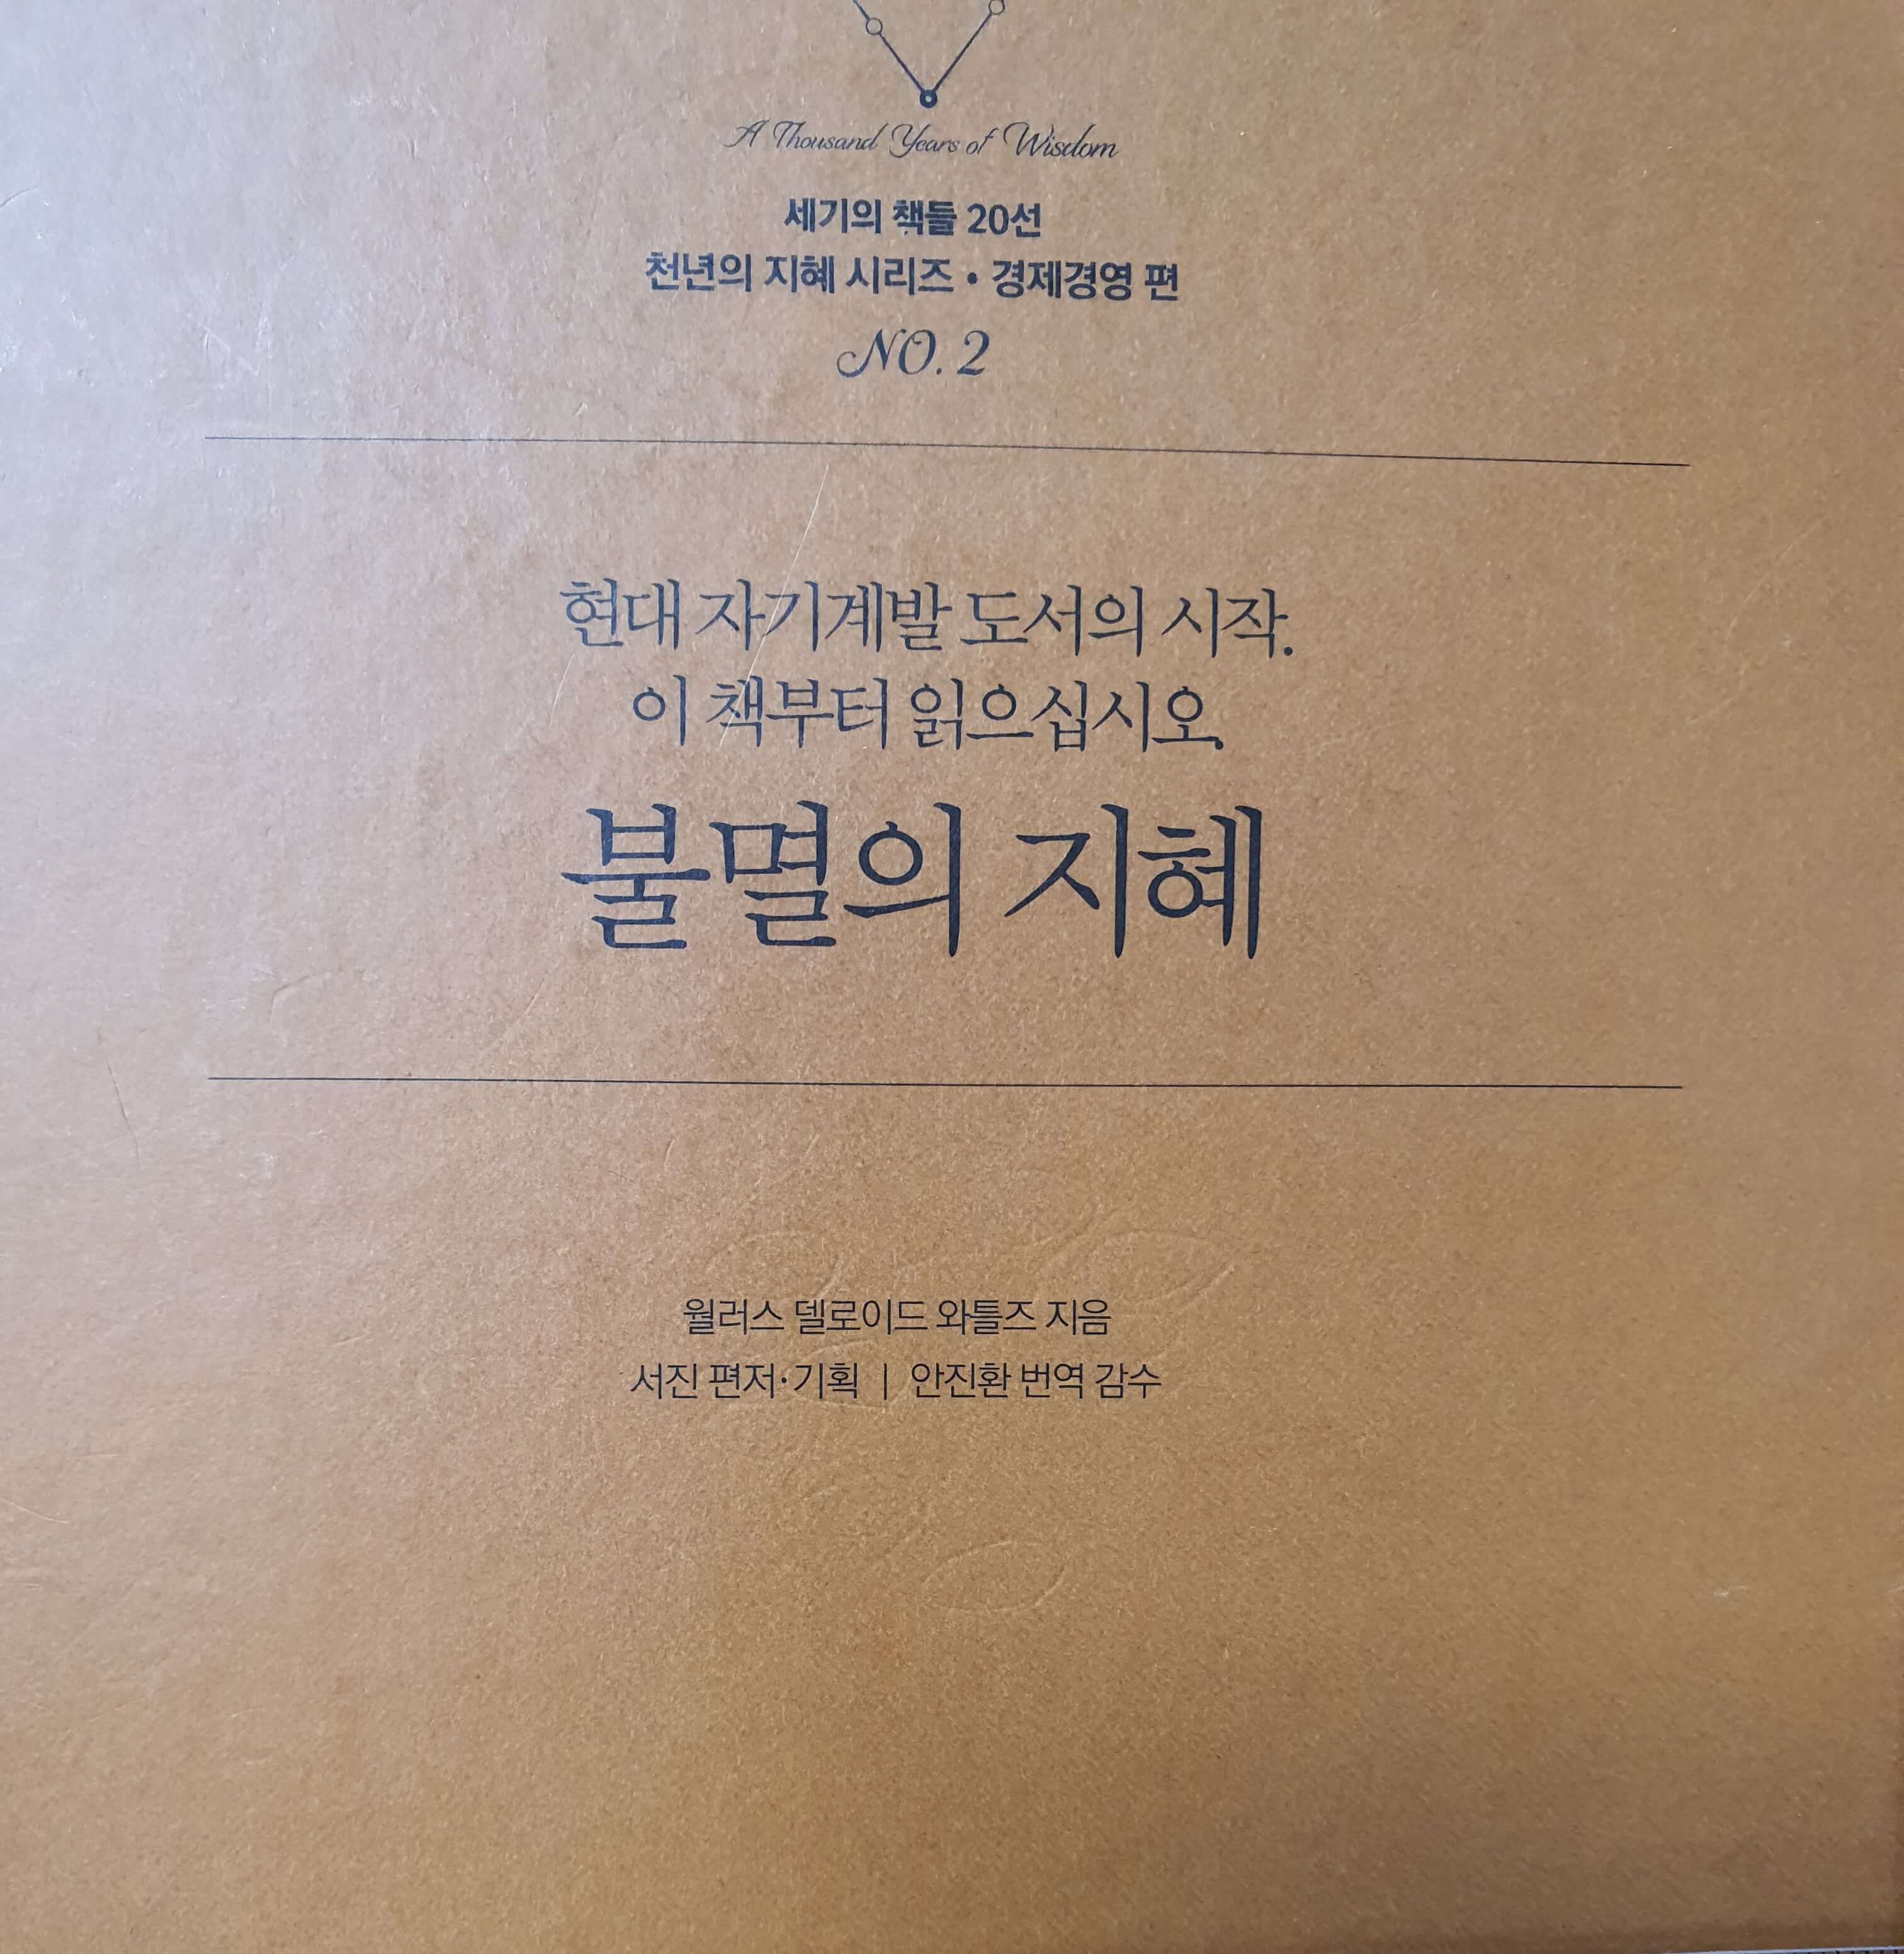 A Thousand Years of Wisdom
세기의 책들 20선
천년의 지혜 시리즈 • 경제경영 편
NO. 2
현대 자기계발 도서의 시작.
이 책부터 읽으십시오.
불멸의 지혜
월러스 델로이드 와틀즈 지음
서진 편저·기획 | 안진환 번역 감수